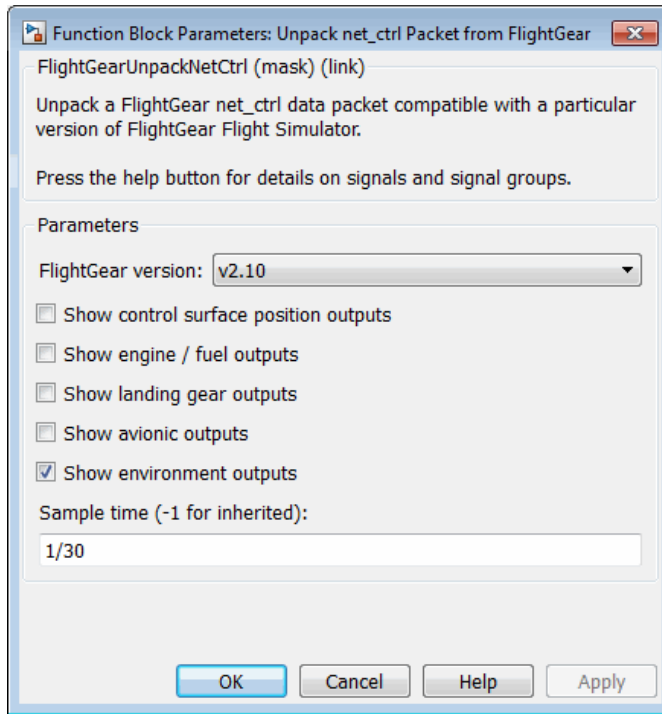 Function Block Parameters: Unpack net_ctrl Packet from FlightGear
FlightGearUnpackNetCtrl (mask) (link)
Unpack a FlightGear net_ctrl data packet compatible with a particular
version of FlightGear Flight Simulator.
Press the help button for details on signals and signal groups.
Parameters
FlightGear version: v2.10
Show control surface position outputs
Show engine / fuel outputs
Show landing gear outputs
Show avionic outputs
Show environment outputs
Sample time (-1 for inherited):
1/30
OK Cancel Help Apply